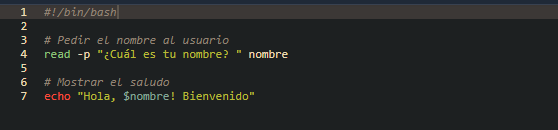 1 #!/bin/bash
2
3 # Pedir el nombre al usuario
4 read -p "¿Cuál es tu nombre? " nombre
5
6 # Mostrar el saludo
7 echo "Hola, $nombre! Bienvenido"